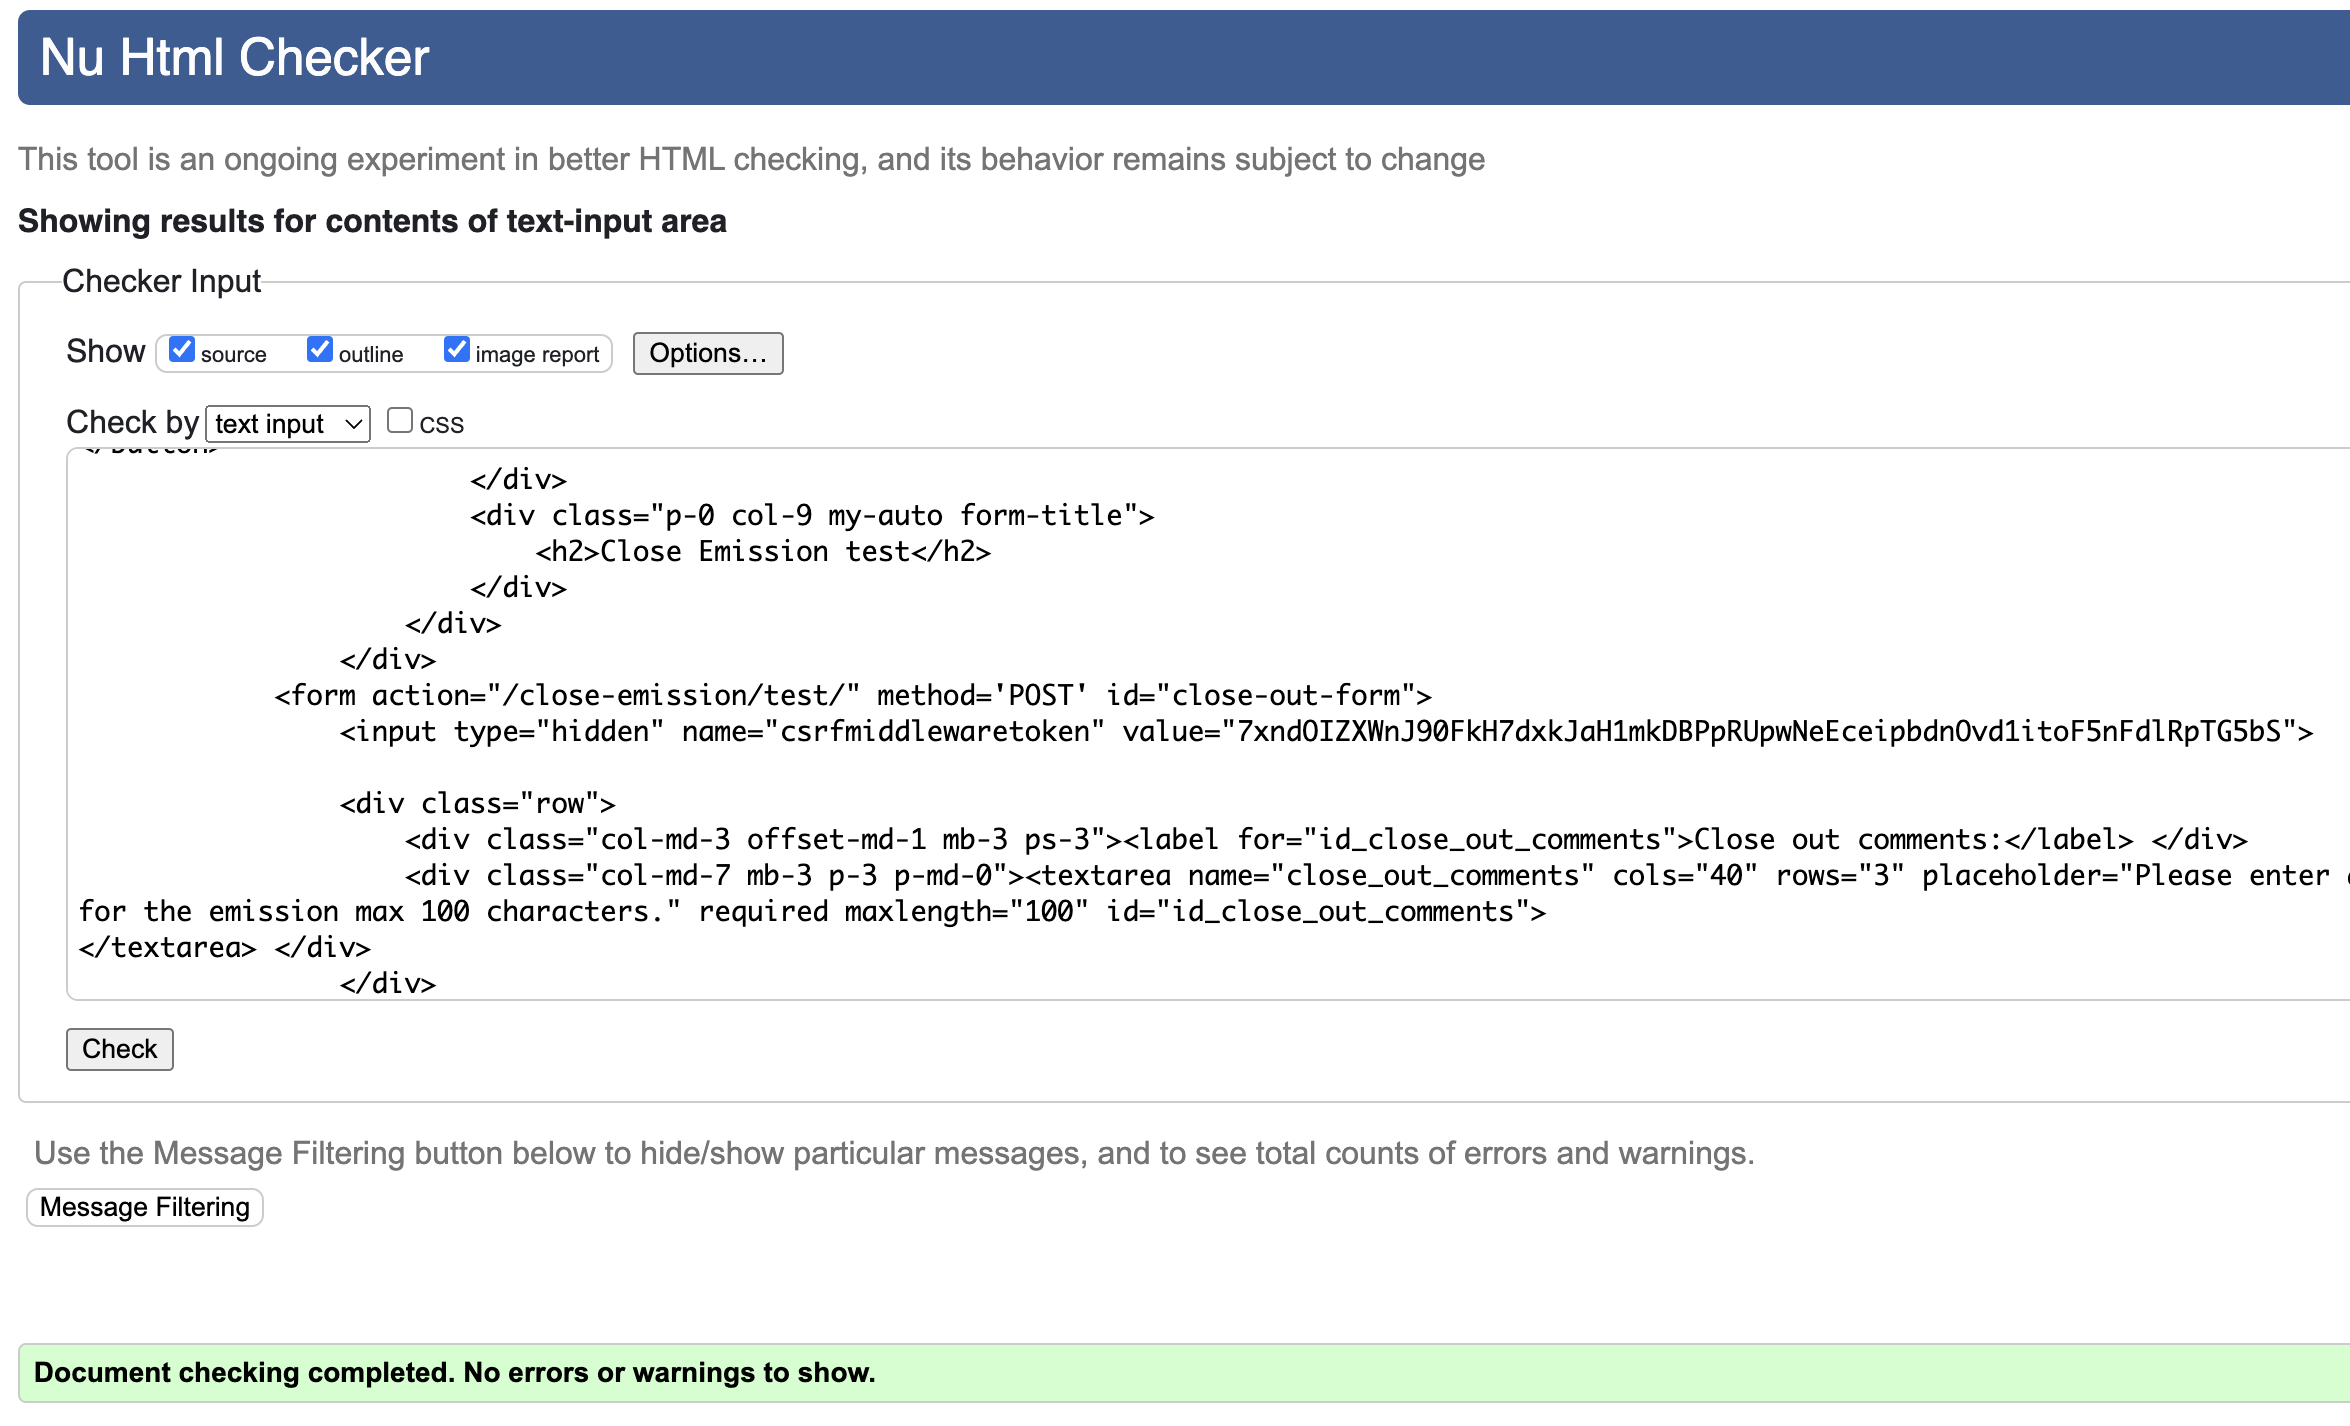 Nu Html Checker
This tool is an ongoing experiment in better HTML checking, and its behavior remains subject to change
Showing results for contents of text-input area
Checker Input
Show source outline image report Options...
Check by text input css
</button>
</div>
<div class="p-0 col-9 my-auto form-title">
<h2>Close Emission test</h2>
</div>
</div>
</div>
<form action="/close-emission/test/" method='POST' id="close-out-form">
<input type="hidden" name="csrfmiddlewaretoken" value="7xndOIZXWnJ90FkH7dxkJaH1mkDBPpRUpwNeEceipbdnOvd1itoF5nFdlRpTG5bS">
<div class="row">
<div class="col-md-3 offset-md-1 mb-3 ps-3"><label for="id_close_out_comments">Close out comments:</label> </div>
<div class="col-md-7 mb-3 p-3 p-md-0"><textarea name="close_out_comments" cols="40" rows="3" placeholder="Please enter
for the emission max 100 characters." required maxlength="100" id="id_close_out_comments">
</textarea> </div>
</div>
Check
Use the Message Filtering button below to hide/show particular messages, and to see total counts of errors and warnings.
Message Filtering
Document checking completed. No errors or warnings to show.